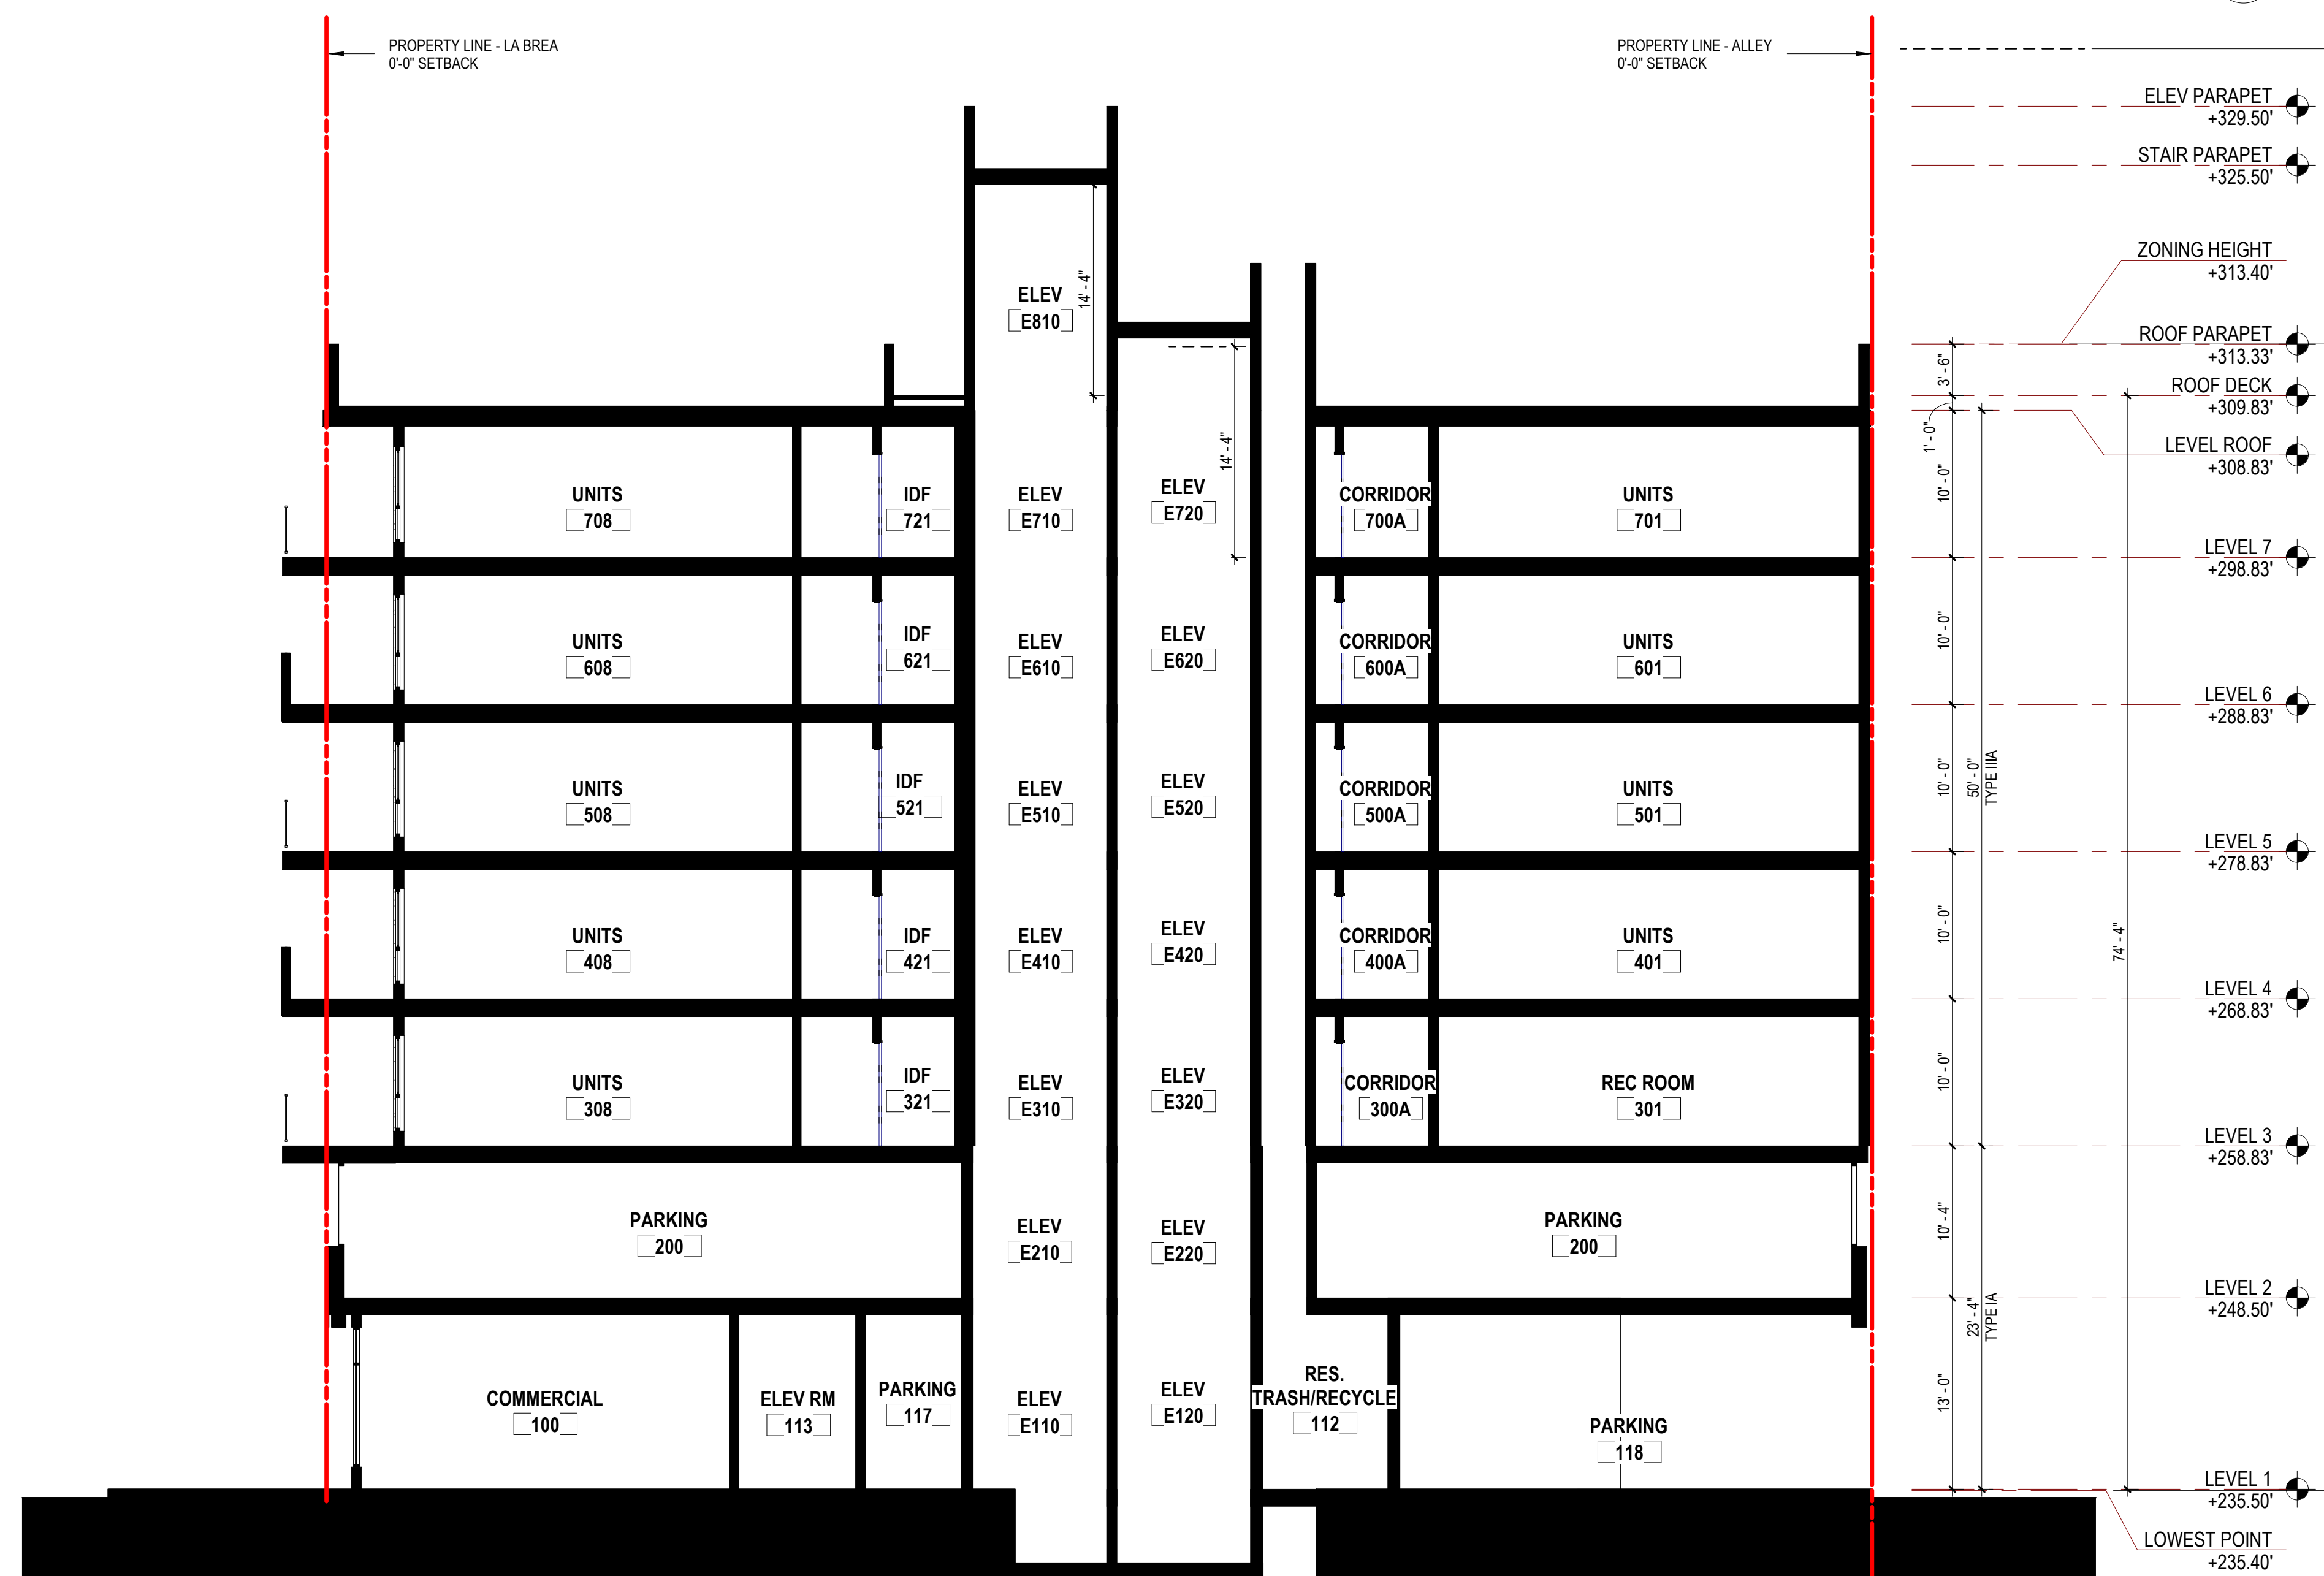 PROPERTY LINE - LA BREA
0'-0" SETBACK
PROPERTY LINE - ALLEY
0'-0" SETBACK
ELEV PARAPET
+329.50'
STAIR PARAPET
+325.50'
ZONING HEIGHT
+313.40'
ROOF PARAPET
+313.33'
ROOF DECK
+309.83'
LEVEL ROOF
+308.83'
LEVEL 7
+298.83'
LEVEL 6
+288.83'
LEVEL 5
+278.83'
LEVEL 4
+268.83'
LEVEL 3
+258.83'
LEVEL 2
+248.50'
LEVEL 1
+235.50'
LOWEST POINT
+235.40'
3' - 6"
1' - 0"
10' - 0"
10' - 0"
10' - 0"
10' - 0"
10' - 0"
10' - 4"
13' - 0"
50' - 0"
TYPE IIIA
23' - 4"
TYPE IA
74' - 4"
14' - 4"
14' - 4"
ELEV
E810
UNITS
708
IDF
721
ELEV
E710
ELEV
E720
CORRIDOR
700A
UNITS
701
UNITS
608
IDF
621
ELEV
E610
ELEV
E620
CORRIDOR
600A
UNITS
601
UNITS
508
IDF
521
ELEV
E510
ELEV
E520
CORRIDOR
500A
UNITS
501
UNITS
408
IDF
421
ELEV
E410
ELEV
E420
CORRIDOR
400A
UNITS
401
UNITS
308
IDF
321
ELEV
E310
ELEV
E320
CORRIDOR
300A
REC ROOM
301
PARKING
200
ELEV
E210
ELEV
E220
PARKING
200
COMMERCIAL
100
ELEV RM
113
PARKING
117
ELEV
E110
ELEV
E120
RES.
TRASH/RECYCLE
112
PARKING
118